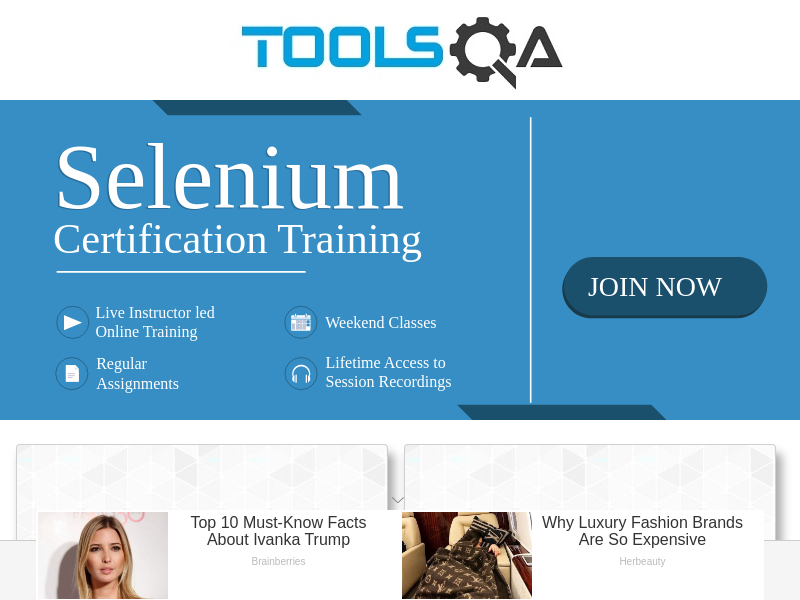 TOOLSQA
Selenium
Certification Training
JOIN NOW
Live Instructor led
Online Training
Weekend Classes
Regular
Assignments
Lifetime Access to
Session Recordings
Top 10 Must-Know Facts
About Ivanka Trump
Brainberries
Why Luxury Fashion Brands
Are So Expensive
Herbeauty